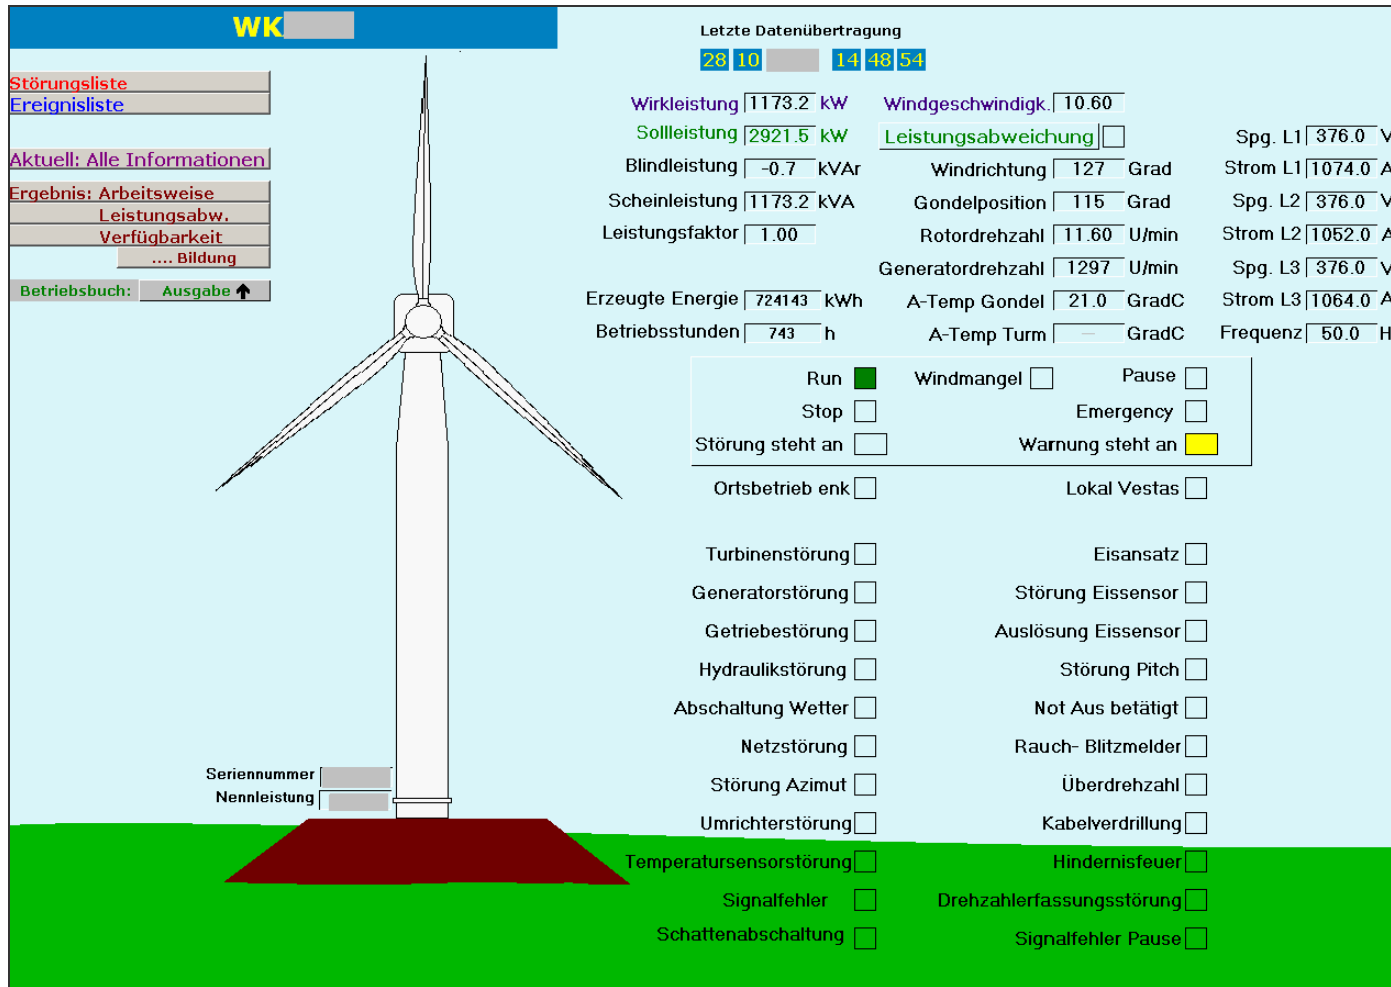 WK
Letzte Datenübertragung
28 10 14 48 54
Störungsliste
Ereignisliste
Aktuell: Alle Informationen
Ergebnis: Arbeitsweise
Leistungsabw.
Verfügbarkeit
.... Bildung
Betriebsbuch: Ausgabe
Wirkleistung 1173.2 kW Windgeschwindigk. 10.60
Sollleistung 2921.5 kW Leistungsabweichung Spg. L1 376.0 V
Blindleistung -0.7 kVAr Windrichtung 127 Grad Strom L1 1074.0 A
Scheinleistung 1173.2 kVA Gondelposition 115 Grad Spg. L2 376.0 V
Leistungsfaktor 1.00 Rotordrehzahl 11.60 U/min Strom L2 1052.0 A
Generatordrehzahl 1297 U/min Spg. L3 376.0 V
Erzeugte Energie 724143 kWh A-Temp Gondel 21.0 GradC Strom L3 1064.0 A
Betriebsstunden 743 h A-Temp Turm --- GradC Frequenz 50.0 H
Run Windmangel Pause
Stop Emergency
Störung steht an Warnung steht an
Ortsbetrieb enk Lokal Vestas
Turbinenstörung Eisansatz
Generatorstörung Störung Eissensor
Getriebestörung Auslösung Eissensor
Hydraulikstörung Störung Pitch
Abschaltung Wetter Not Aus betätigt
Netzstörung Rauch- Blitzmelder
Störung Azimut Überdrehzahl
Umrichterstörung Kabelverdrillung
Temperatursensorstörung Hindernisfeuer
Signalfehler Drehzahlerfassungsstörung
Schattenabschaltung Signalfehler Pause
Seriennummer
Nennleistung